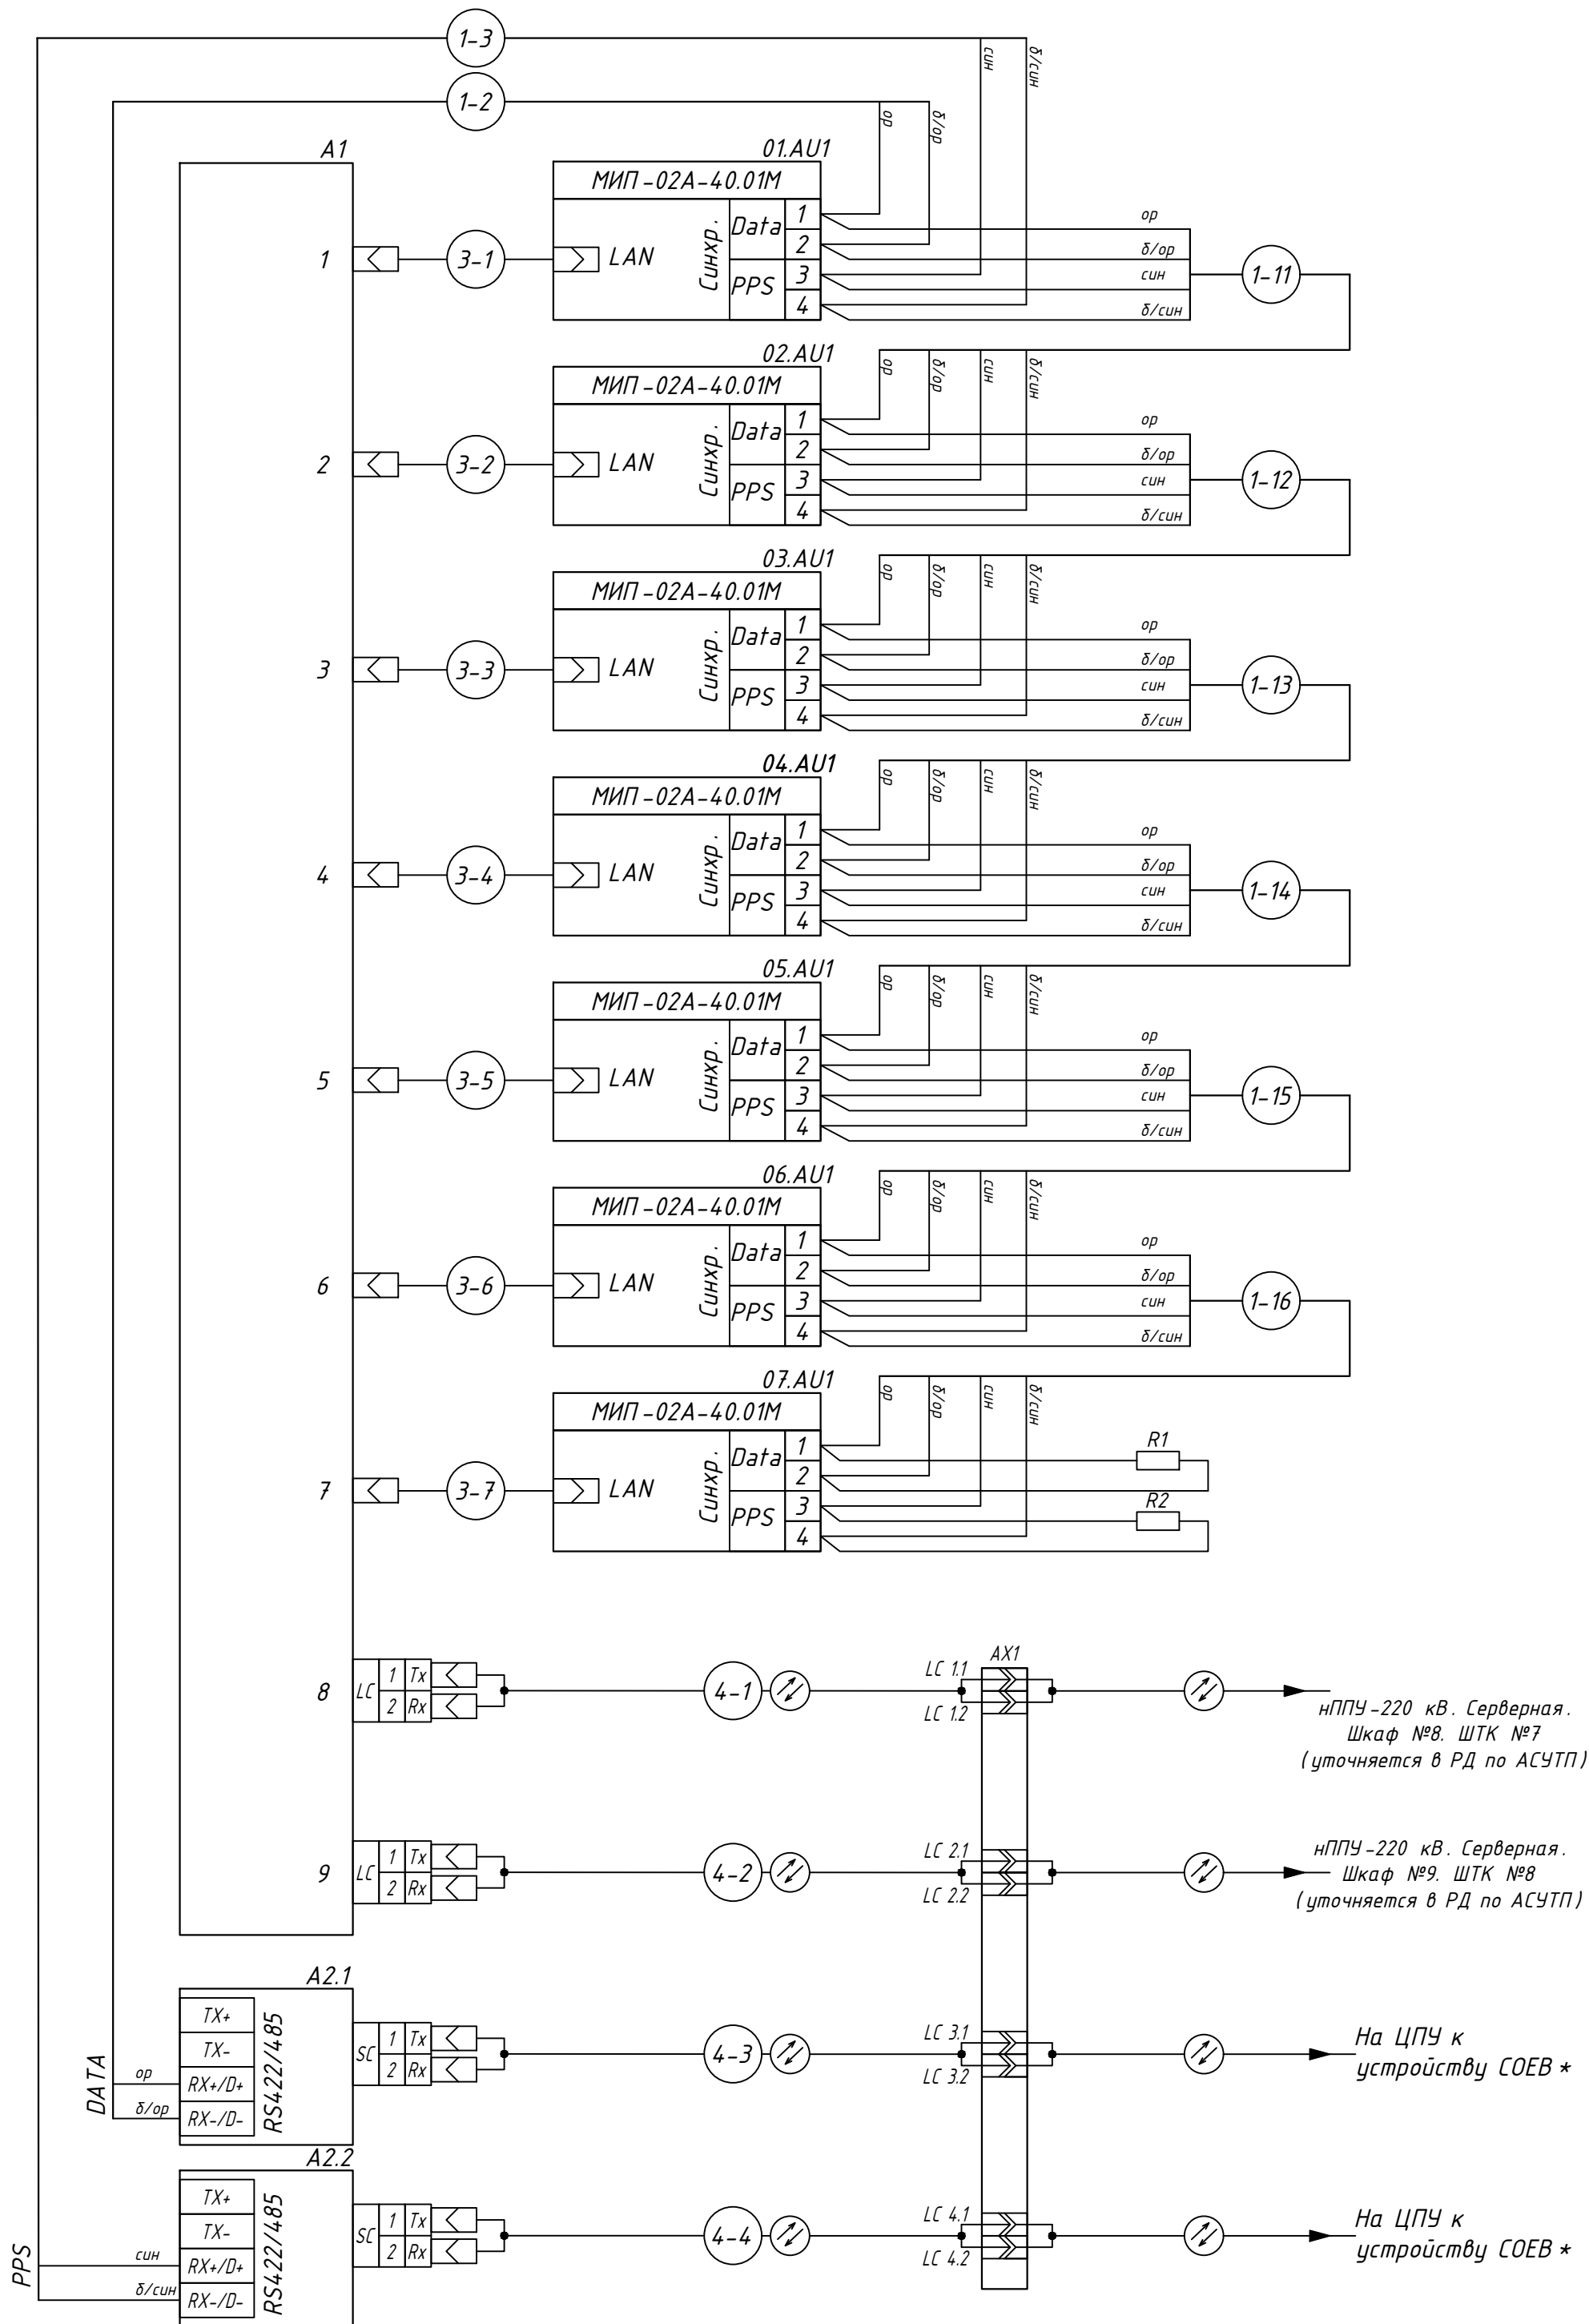 1-3
син
б/син
1-2
ор
б/ор
A1
01.AU1
МИП-02А-40.01М
1
3-1
LAN
Синхр.
Data
PPS
1
2
3
4
ор
б/ор
син
б/син
1-11
ор
б/ор
син
б/син
02.AU1
МИП-02А-40.01М
2
3-2
LAN
Синхр.
Data
PPS
1
2
3
4
ор
б/ор
син
б/син
1-12
ор
б/ор
син
б/син
03.AU1
МИП-02А-40.01М
3
3-3
LAN
Синхр.
Data
PPS
1
2
3
4
ор
б/ор
син
б/син
1-13
ор
б/ор
син
б/син
04.AU1
МИП-02А-40.01М
4
3-4
LAN
Синхр.
Data
PPS
1
2
3
4
ор
б/ор
син
б/син
1-14
ор
б/ор
син
б/син
05.AU1
МИП-02А-40.01М
5
3-5
LAN
Синхр.
Data
PPS
1
2
3
4
ор
б/ор
син
б/син
1-15
ор
б/ор
син
б/син
06.AU1
МИП-02А-40.01М
6
3-6
LAN
Синхр.
Data
PPS
1
2
3
4
ор
б/ор
син
б/син
1-16
ор
б/ор
син
б/син
07.AU1
МИП-02А-40.01М
7
3-7
LAN
Синхр.
Data
PPS
1
2
3
4
R1
R2
AX1
8
LC
1 Tx
2 Rx
4-1
LC 1.1
LC 1.2
нППУ-220 кВ. Серверная.
Шкаф №8. ШТК №7
(уточняется в РД по АСУТП)
9
LC
1 Tx
2 Rx
4-2
LC 2.1
LC 2.2
нППУ-220 кВ. Серверная.
Шкаф №9. ШТК №8
(уточняется в РД по АСУТП)
A2.1
DATA
ор
б/ор
TX+
TX-
RX+/D+
RX-/D-
RS422/485
SC
1 Tx
2 Rx
4-3
LC 3.1
LC 3.2
На ЦПУ к
устройству СОЕВ *
A2.2
PPS
син
б/син
TX+
TX-
RX+/D+
RX-/D-
RS422/485
SC
1 Tx
2 Rx
4-4
LC 4.1
LC 4.2
На ЦПУ к
устройству СОЕВ *